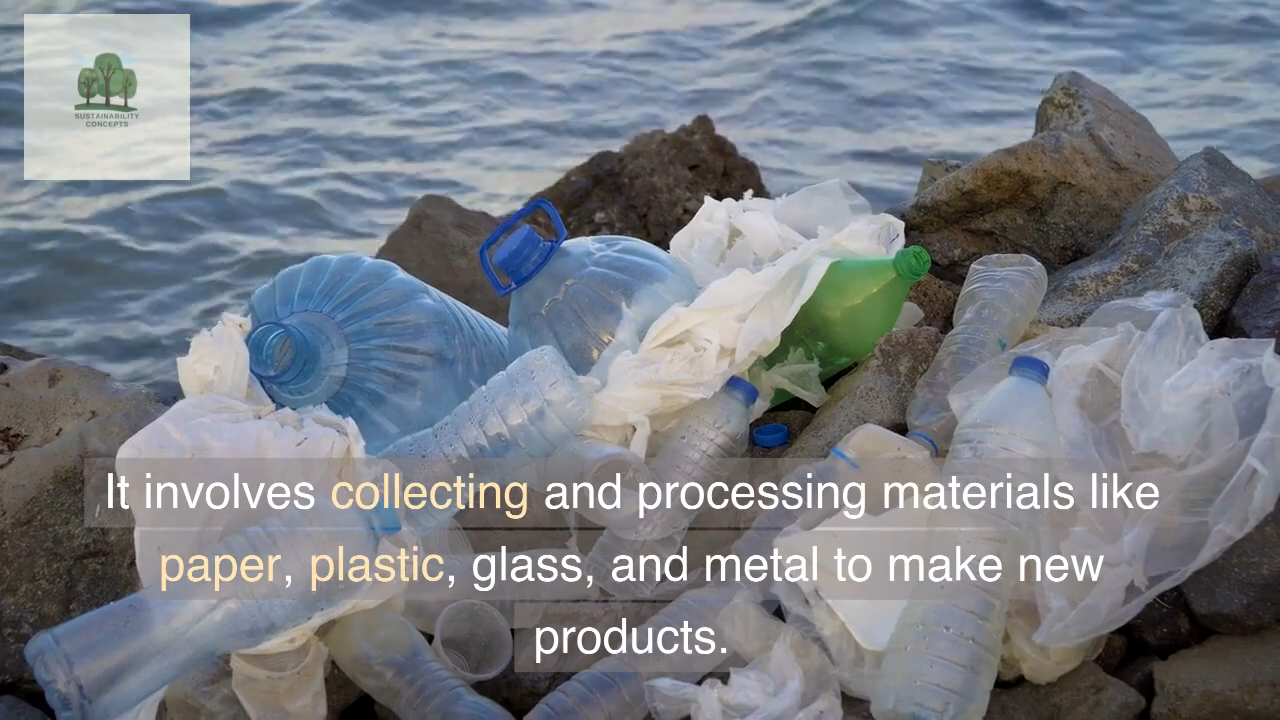 SUSTAINABILITY
CONCEPTS
It involves collecting and processing materials like
paper, plastic, glass, and metal to make new
products.